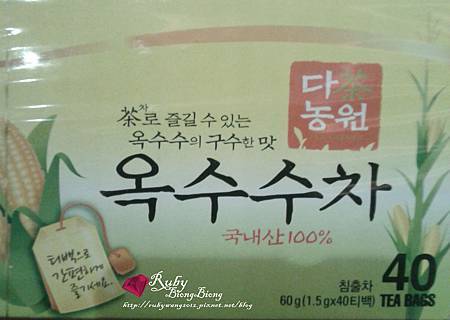 다茶
농원
茶차로 즐길 수 있는
옥수수의 구수한 맛
옥수수차
국내산100%
티백으로
간편하게
즐기세요.
침출차
60g(1.5gx40티백)
40
TEA BAGS
Ruby
BiongBiong
http://rubywang2012.pixnet.net/blog